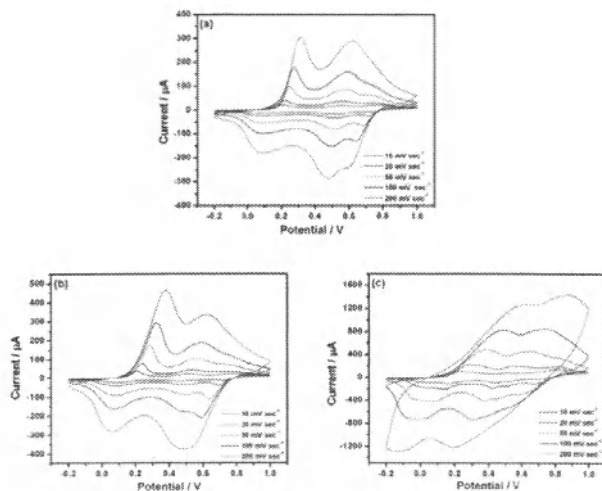 (a)
400
300
200
100
0
-100
-200
-300
-400
Current / μA
-0.2 0.0 0.2 0.4 0.6 0.8 1.0
Potential / V
10 mV sec⁻¹
20 mV sec⁻¹
50 mV sec⁻¹
100 mV sec⁻¹
200 mV sec⁻¹
(b)
500
400
300
200
100
0
-100
-200
-300
-400
Current / μA
-0.2 0.0 0.2 0.4 0.6 0.8 1.0
Potential / V
10 mV sec⁻¹
20 mV sec⁻¹
50 mV sec⁻¹
100 mV sec⁻¹
200 mV sec⁻¹
(c)
1600
1200
800
400
0
-400
-800
-1200
Current / μA
-0.2 0.0 0.2 0.4 0.6 0.8 1.0
Potential / V
10 mV sec⁻¹
20 mV sec⁻¹
50 mV sec⁻¹
100 mV sec⁻¹
200 mV sec⁻¹